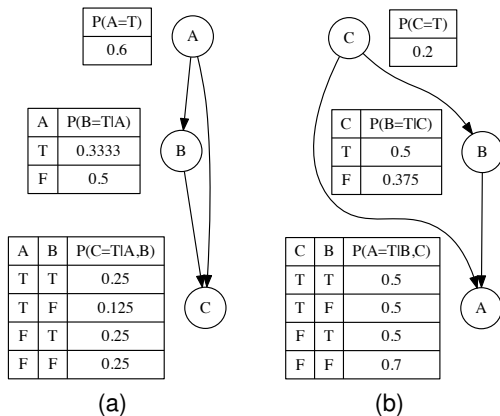 P(A=T)
0.6
A
A P(B=T|A)
T 0.3333
F 0.5
B
A B P(C=T|A,B)
T T 0.25
T F 0.125
F T 0.25
F F 0.25
C
(a)
C
P(C=T)
0.2
C P(B=T|C)
T 0.5
F 0.375
B
C B P(A=T|B,C)
T T 0.5
T F 0.5
F T 0.5
F F 0.7
A
(b)